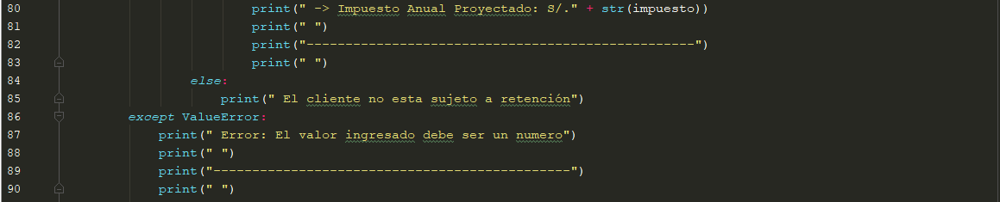 80 print(" -> Impuesto Anual Proyectado: S/." + str(impuesto))
81 print(" ")
82 print("--------------------------------------------------")
83 print(" ")
84 else:
85 print(" El cliente no esta sujeto a retención")
86 except ValueError:
87 print(" Error: El valor ingresado debe ser un numero")
88 print(" ")
89 print("----------------------------------------------")
90 print(" ")